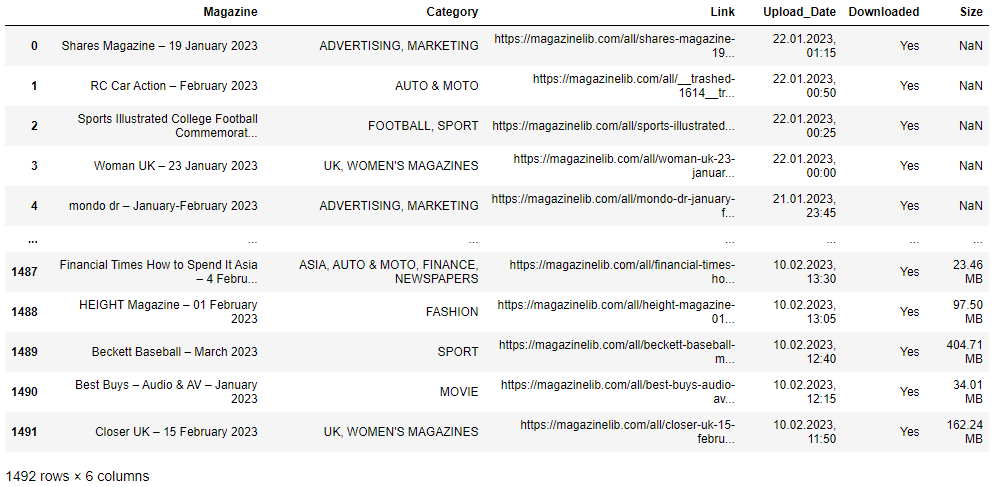 Magazine Category Link Upload_Date Downloaded Size
0 Shares Magazine – 19 January 2023 ADVERTISING, MARKETING https://magazinelib.com/all/shares-magazine-19... 22.01.2023, 01:15 Yes NaN
1 RC Car Action – February 2023 AUTO & MOTO https://magazinelib.com/all/__trashed-1614__tr... 22.01.2023, 00:50 Yes NaN
2 Sports Illustrated College Football Commemorat... FOOTBALL, SPORT https://magazinelib.com/all/sports-illustrated... 22.01.2023, 00:25 Yes NaN
3 Woman UK – 23 January 2023 UK, WOMEN'S MAGAZINES https://magazinelib.com/all/woman-uk-23-januar... 22.01.2023, 00:00 Yes NaN
4 mondo dr – January-February 2023 ADVERTISING, MARKETING https://magazinelib.com/all/mondo-dr-january-f... 21.01.2023, 23:45 Yes NaN
... ... ... ... ... ... ...
1487 Financial Times How to Spend It Asia – 4 Febru... ASIA, AUTO & MOTO, FINANCE, NEWSPAPERS https://magazinelib.com/all/financial-times-ho... 10.02.2023, 13:30 Yes 23.46 MB
1488 HEIGHT Magazine – 01 February 2023 FASHION https://magazinelib.com/all/height-magazine-01... 10.02.2023, 13:05 Yes 97.50 MB
1489 Beckett Baseball – March 2023 SPORT https://magazinelib.com/all/beckett-baseball-m... 10.02.2023, 12:40 Yes 404.71 MB
1490 Best Buys – Audio & AV – January 2023 MOVIE https://magazinelib.com/all/best-buys-audio-av... 10.02.2023, 12:15 Yes 34.01 MB
1491 Closer UK – 15 February 2023 UK, WOMEN'S MAGAZINES https://magazinelib.com/all/closer-uk-15-febru... 10.02.2023, 11:50 Yes 162.24 MB
1492 rows × 6 columns